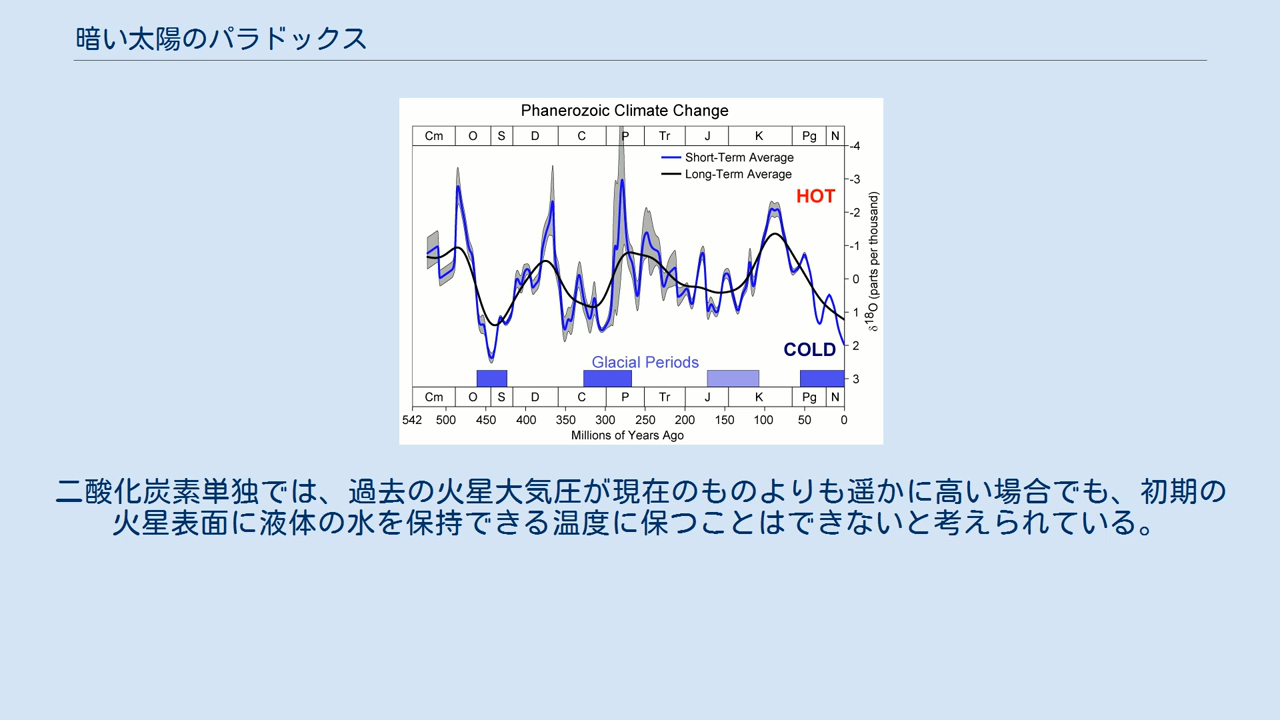 暗い太陽のパラドックス
Phanerozoic Climate Change
Cm O S D C P Tr J K Pg N
Short-Term Average
Long-Term Average
HOT
COLD
Glacial Periods
-4
-3
-2
-1
0
1
2
3
δ18O (parts per thousand)
Cm O S D C P Tr J K Pg N
542 500 450 400 350 300 250 200 150 100 50 0
Millions of Years Ago
二酸化炭素単独では、過去の火星大気圧が現在のものよりも遥かに高い場合でも、初期の
火星表面に液体の水を保持できる温度に保つことはできないと考えられている。